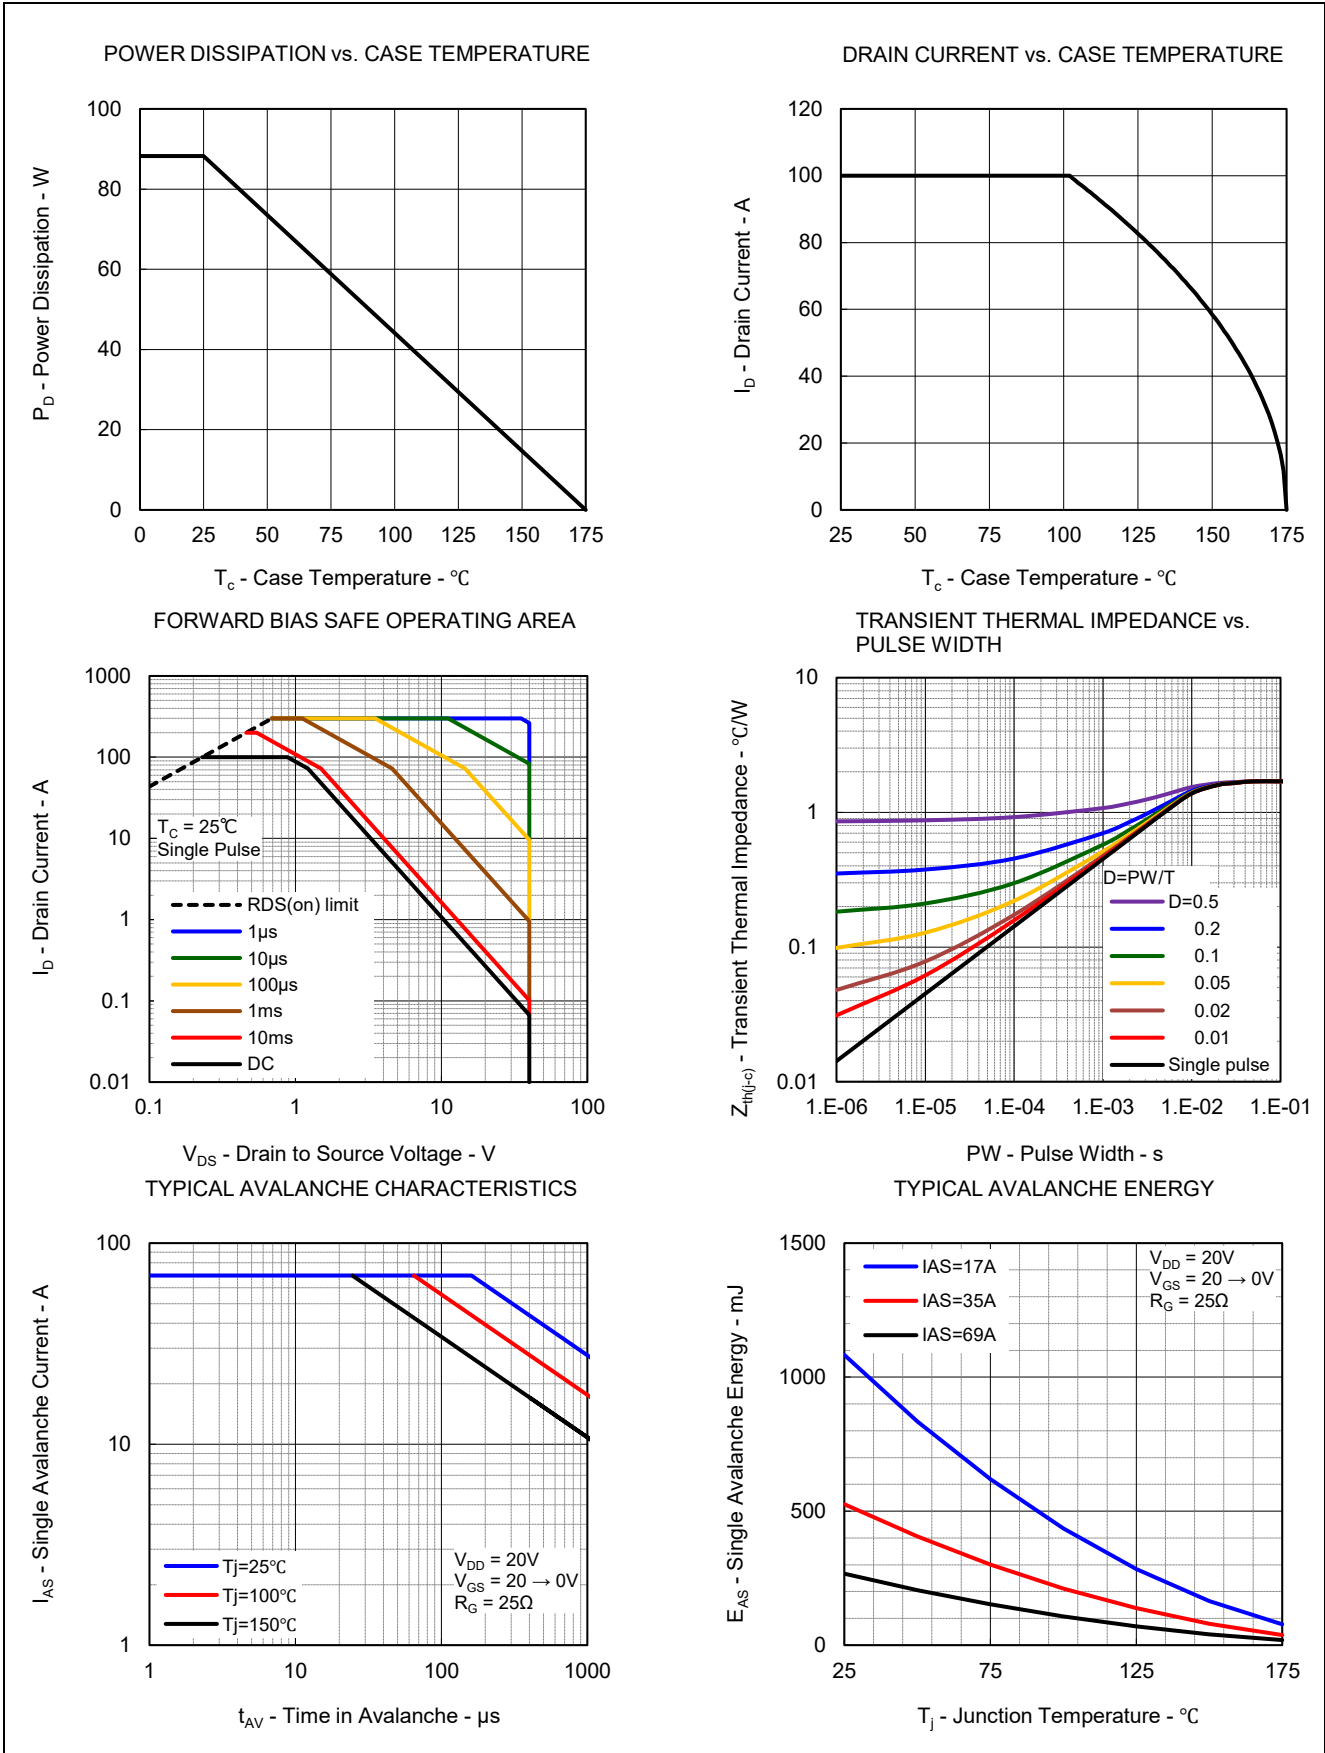 POWER DISSIPATION vs. CASE TEMPERATURE
100
80
60
40
20
0
P_D - Power Dissipation - W
0 25 50 75 100 125 150 175
T_c - Case Temperature - ℃
DRAIN CURRENT vs. CASE TEMPERATURE
120
100
80
60
40
20
0
I_D - Drain Current - A
25 50 75 100 125 150 175
T_c - Case Temperature - ℃
FORWARD BIAS SAFE OPERATING AREA
1000
100
10
1
0.1
0.01
I_D - Drain Current - A
T_C = 25℃
Single Pulse
RDS(on) limit
1μs
10μs
100μs
1ms
10ms
DC
0.1 1 10 100
V_DS - Drain to Source Voltage - V
TRANSIENT THERMAL IMPEDANCE vs.
PULSE WIDTH
10
1
0.1
0.01
Z_th(j-c) - Transient Thermal Impedance - ℃/W
D=PW/T
D=0.5
0.2
0.1
0.05
0.02
0.01
Single pulse
1.E-06 1.E-05 1.E-04 1.E-03 1.E-02 1.E-01
PW - Pulse Width - s
TYPICAL AVALANCHE CHARACTERISTICS
100
10
1
I_AS - Single Avalanche Current - A
Tj=25℃
Tj=100℃
Tj=150℃
V_DD = 20V
V_GS = 20 → 0V
R_G = 25Ω
1 10 100 1000
t_AV - Time in Avalanche - μs
TYPICAL AVALANCHE ENERGY
1500
1000
500
0
E_AS - Single Avalanche Energy - mJ
IAS=17A
IAS=35A
IAS=69A
V_DD = 20V
V_GS = 20 → 0V
R_G = 25Ω
25 75 125 175
T_j - Junction Temperature - ℃